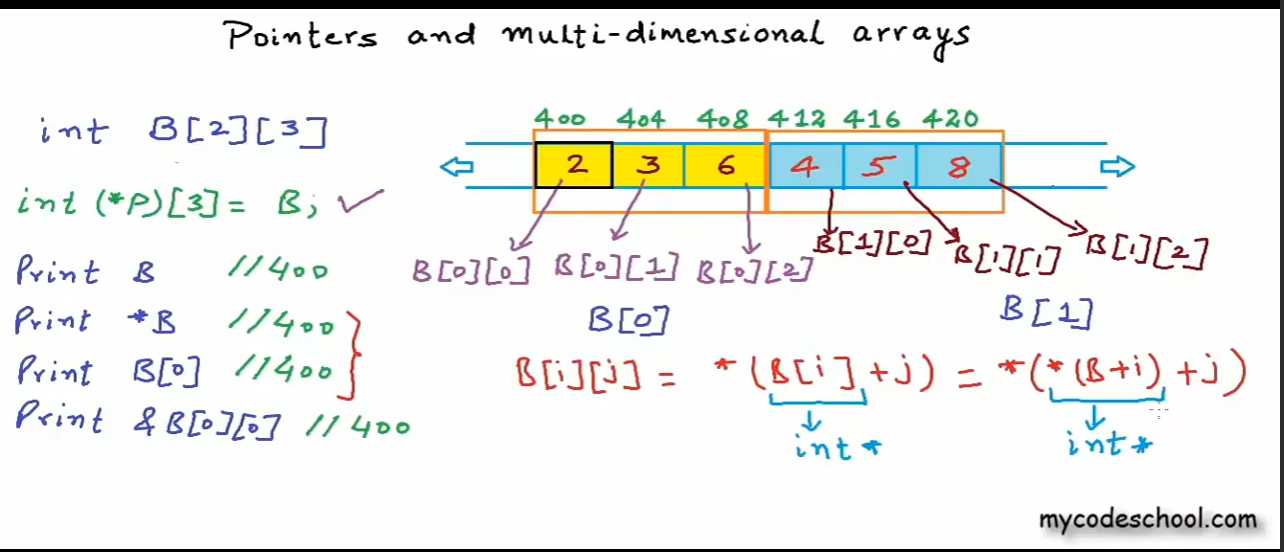 Pointers and multi-dimensional arrays
int B[2][3]
int (*P)[3] = B; ✓
Print B //400
Print *B //400
Print B[0] //400
Print &B[0][0] //400
400 404 408 412 416 420
2 3 6 4 5 8
B[0][0] B[0][1] B[0][2] B[1][0] B[1][1] B[1][2]
B[0] B[1]
B[i][j] = *(B[i] + j) = *(*(B+i) + j)
int * int *
mycodeschool.com